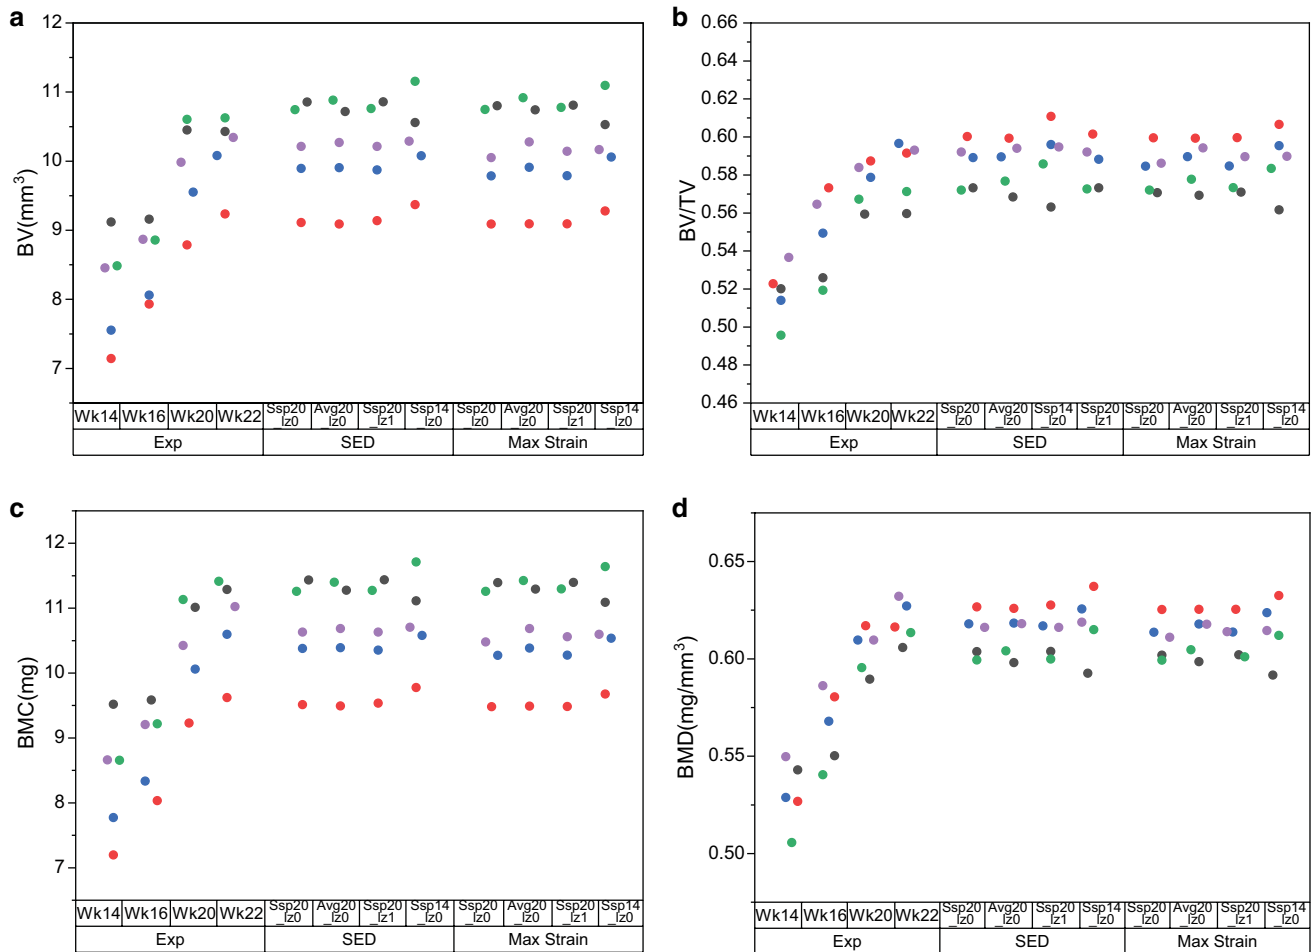 a
12
11
10
9
8
7
BV(mm³)
Wk14 Wk16 Wk20 Wk22 Ssp20 _lz0 Avg20 _lz0 Ssp20 _lz1 Ssp14 _lz0 Ssp20 _lz0 Avg20 _lz0 Ssp20 _lz1 Ssp14 _lz0
Exp SED Max Strain
b
0.66
0.64
0.62
0.60
0.58
0.56
0.54
0.52
0.50
0.48
0.46
BV/TV
Wk14 Wk16 Wk20 Wk22 Ssp20 _lz0 Avg20 _lz0 Ssp14 _lz0 Ssp20 _lz1 Ssp20 _lz0 Avg20 _lz0 Ssp20 _lz1 Ssp14 _lz0
Exp SED Max Strain
c
12
11
10
9
8
7
BMC(mg)
Wk14 Wk16 Wk20 Wk22 Ssp20 _lz0 Avg20 _lz0 Ssp20 _lz1 Ssp14 _lz0 Ssp20 _lz0 Avg20 _lz0 Ssp20 _lz1 Ssp14 _lz0
Exp SED Max Strain
d
0.65
0.60
0.55
0.50
BMD(mg/mm³)
Wk14 Wk16 Wk20 Wk22 Ssp20 _lz0 Avg20 _lz0 Ssp20 _lz1 Ssp14 _lz0 Ssp20 _lz0 Avg20 _lz0 Ssp20 _lz1 Ssp14 _lz0
Exp SED Max Strain